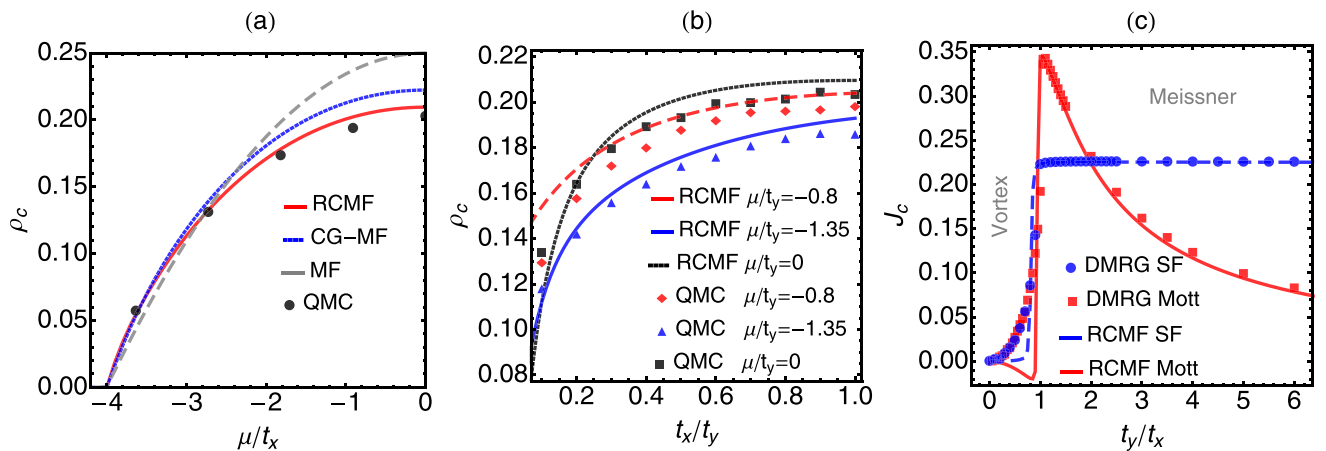 (a)
0.25
0.20
0.15
0.10
0.05
0.00
ρc
RCMF
CG−MF
MF
QMC
−4
−3
−2
−1
0
μ/tx
(b)
0.20
0.18
0.16
0.14
0.12
0.10
0.08
ρc
RCMF μ/ty=−0.8
RCMF μ/ty=−1.35
RCMF μ/ty=0
QMC μ/ty=−0.8
QMC μ/ty=−1.35
QMC μ/ty=0
0.2
0.4
0.6
0.8
1.0
tx/ty
(c)
0.35
0.30
0.25
0.20
0.15
0.10
0.05
0.00
Jc
Vortex
Meissner
DMRG SF
DMRG Mott
RCMF SF
RCMF Mott
0
1
2
3
4
5
6
ty/tx